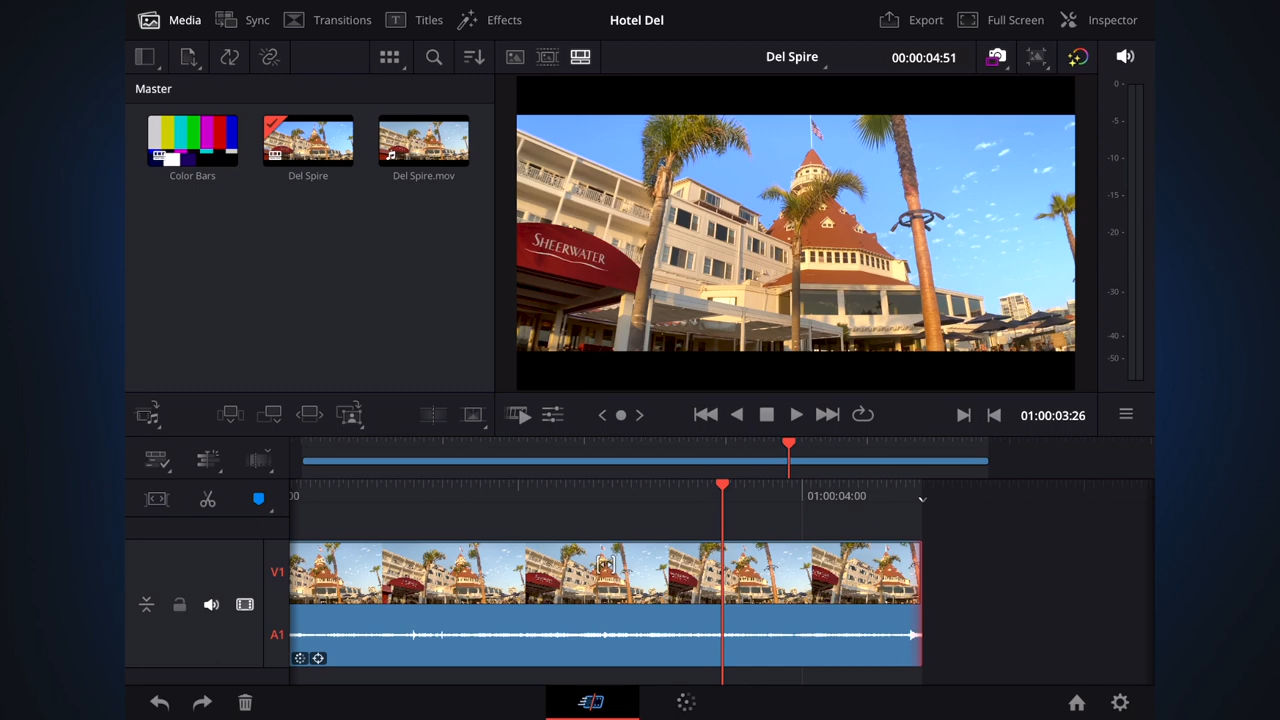 Media Sync Transitions Titles Effects Hotel Del Export Full Screen Inspector
Del Spire 00:00:04:51
Master
Color Bars Del Spire Del Spire.mov
SHEERWATER
0
-5
-10
-15
-20
-30
-40
-50
01:00:03:26
00 01:00:04:00
V1
A1